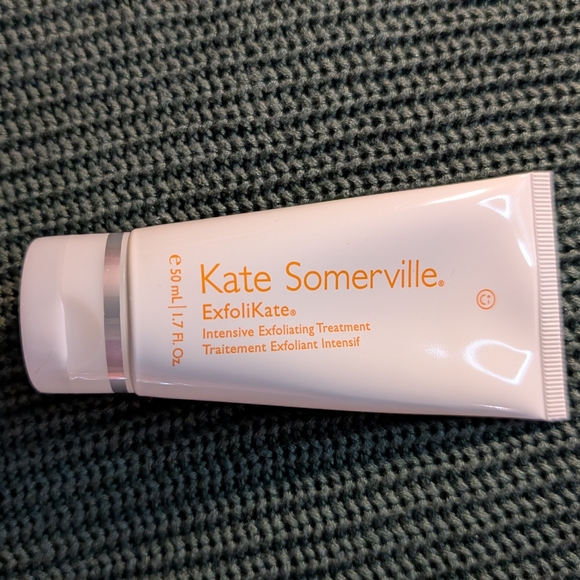 Kate Somerville®
ExfoliKate®
Intensive Exfoliating Treatment
Traitement Exfoliant Intensif
e 50 mL | 1.7 Fl. Oz.